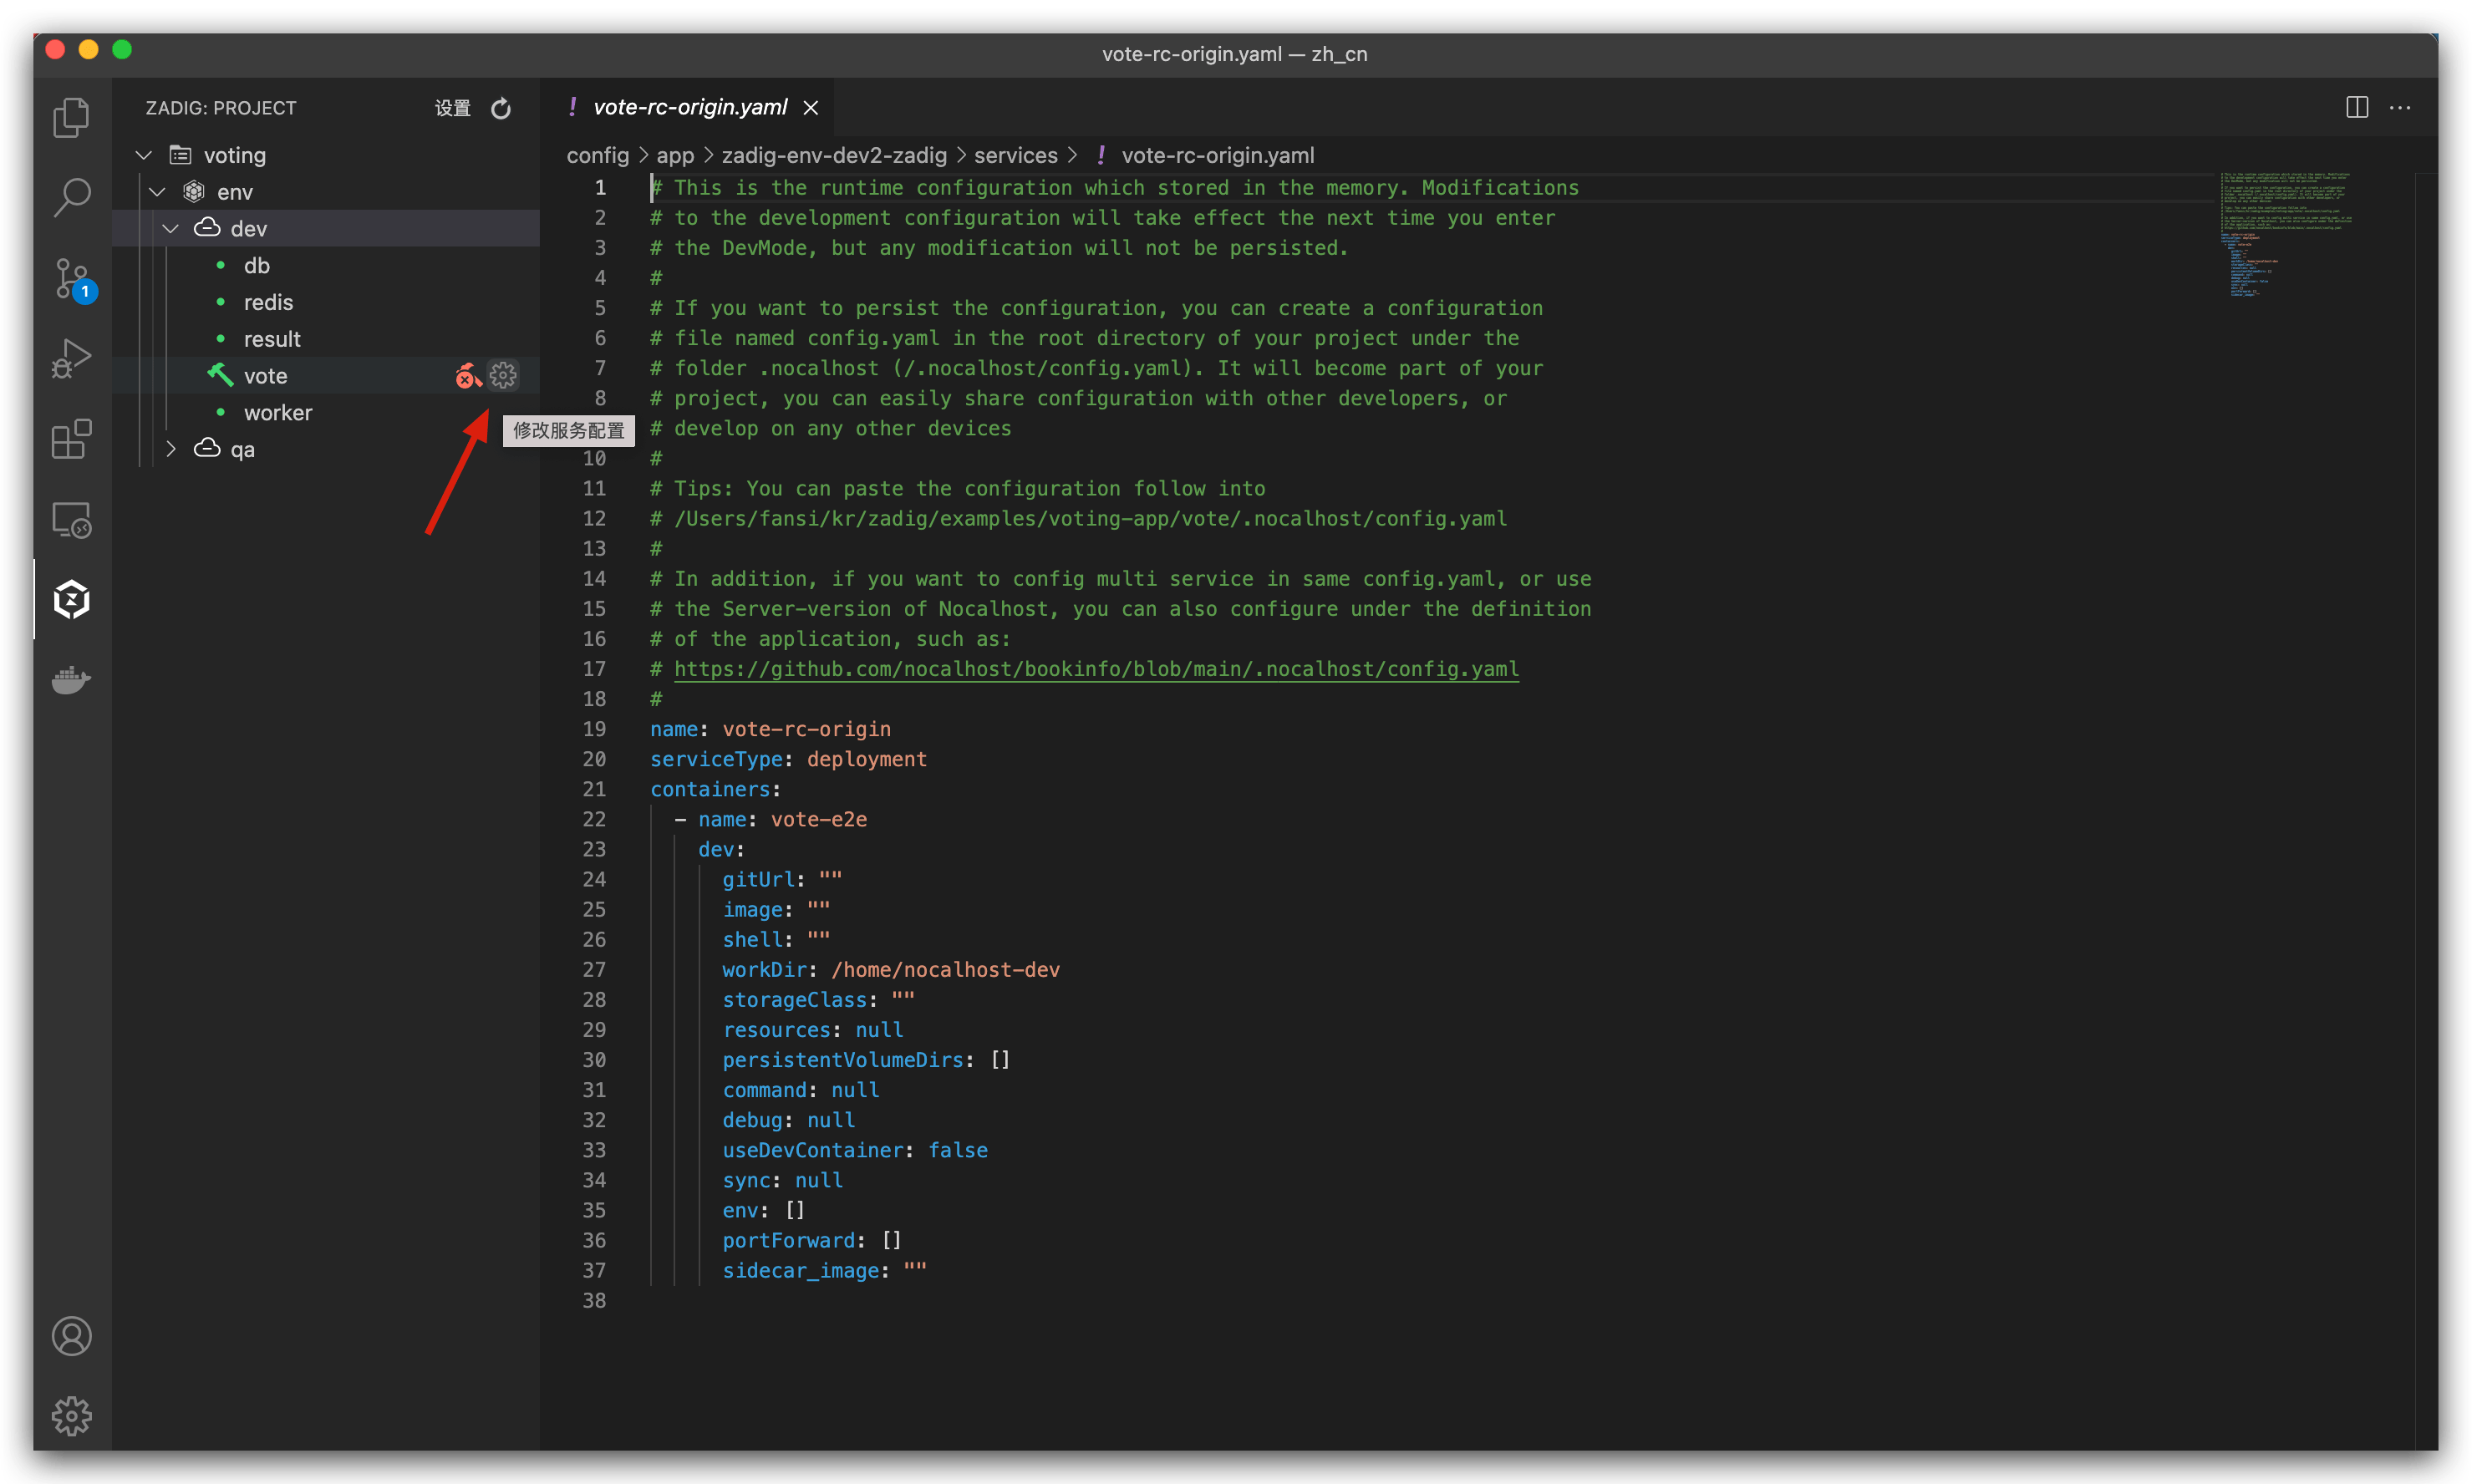 vote-rc-origin.yaml — zh_cn
ZADIG: PROJECT 设置
voting
env
dev
db
redis
result
vote
worker
qa
修改服务配置
1
! vote-rc-origin.yaml
config > app > zadig-env-dev2-zadig > services > ! vote-rc-origin.yaml
1 # This is the runtime configuration which stored in the memory. Modifications
2 # to the development configuration will take effect the next time you enter
3 # the DevMode, but any modification will not be persisted.
4 #
5 # If you want to persist the configuration, you can create a configuration
6 # file named config.yaml in the root directory of your project under the
7 # folder .nocalhost (/.nocalhost/config.yaml). It will become part of your
8 # project, you can easily share configuration with other developers, or
# develop on any other devices
10 #
11 # Tips: You can paste the configuration follow into
12 # /Users/fansi/kr/zadig/examples/voting-app/vote/.nocalhost/config.yaml
13 #
14 # In addition, if you want to config multi service in same config.yaml, or use
15 # the Server-version of Nocalhost, you can also configure under the definition
16 # of the application, such as:
17 # https://github.com/nocalhost/bookinfo/blob/main/.nocalhost/config.yaml
18 #
19 name: vote-rc-origin
20 serviceType: deployment
21 containers:
22 - name: vote-e2e
23 dev:
24 gitUrl: ""
25 image: ""
26 shell: ""
27 workDir: /home/nocalhost-dev
28 storageClass: ""
29 resources: null
30 persistentVolumeDirs: []
31 command: null
32 debug: null
33 useDevContainer: false
34 sync: null
35 env: []
36 portForward: []
37 sidecar_image: ""
38